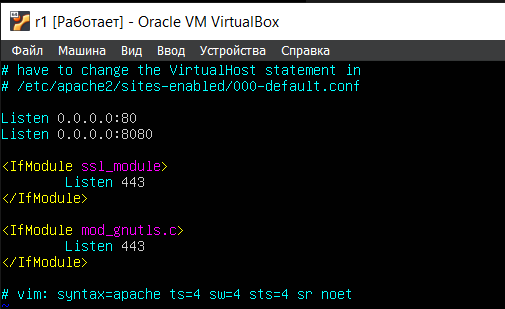 r1 [Работает] - Oracle VM VirtualBox
Файл Машина Вид Ввод Устройства Справка
# have to change the VirtualHost statement in
# /etc/apache2/sites-enabled/000-default.conf
Listen 0.0.0.0:80
Listen 0.0.0.0:8080
<IfModule ssl_module>
        Listen 443
</IfModule>
<IfModule mod_gnutls.c>
        Listen 443
</IfModule>
# vim: syntax=apache ts=4 sw=4 sts=4 sr noet
~